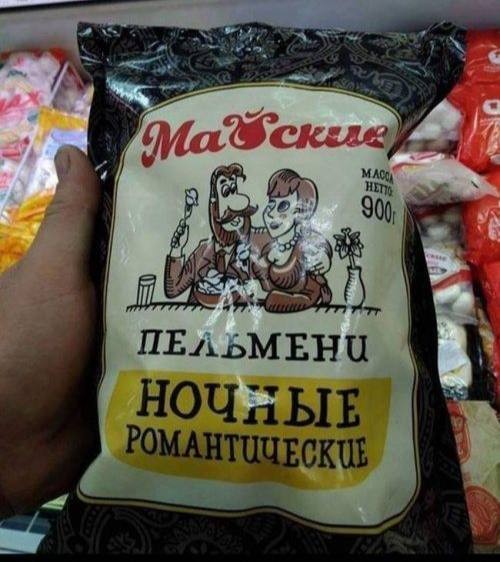 Майские
МАССА
НЕТТО:
900г
ПЕЛЬМЕНИ
НОЧНЫЕ
РОМАНТИЧЕСКИЕ